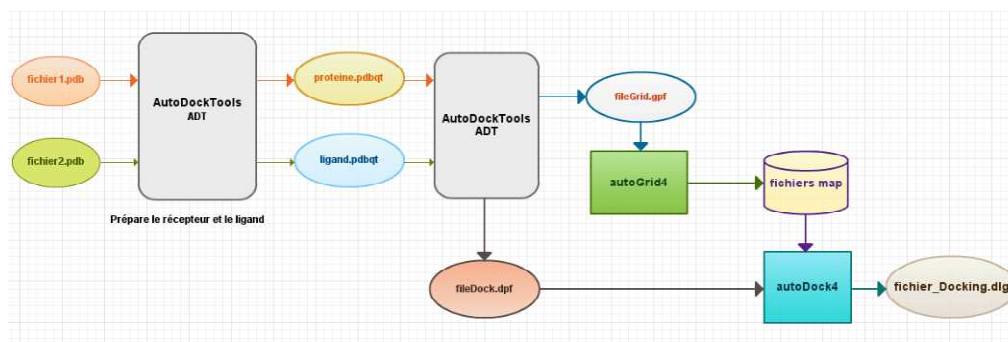 fichier1.pdb
AutoDockTools
ADT
proteine.pdbqt
fichier2.pdb
ligand.pdbqt
Prépare le récepteur et le ligand
AutoDockTools
ADT
fileGrid.gpf
autoGrid4
fichiers map
fileDock.dpf
autoDock4
fichier_Docking.dlg